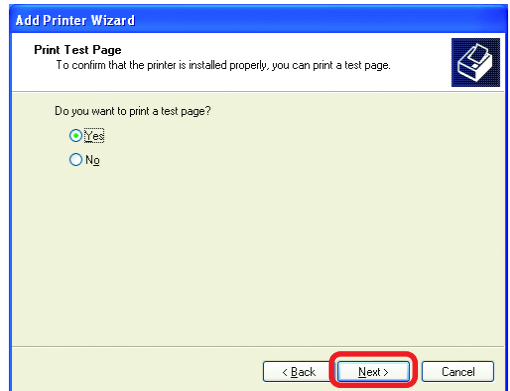 Add Printer Wizard
Print Test Page
To confirm that the printer is installed properly, you can print a test page.
Do you want to print a test page?
Yes
No
< Back
Next >
Cancel